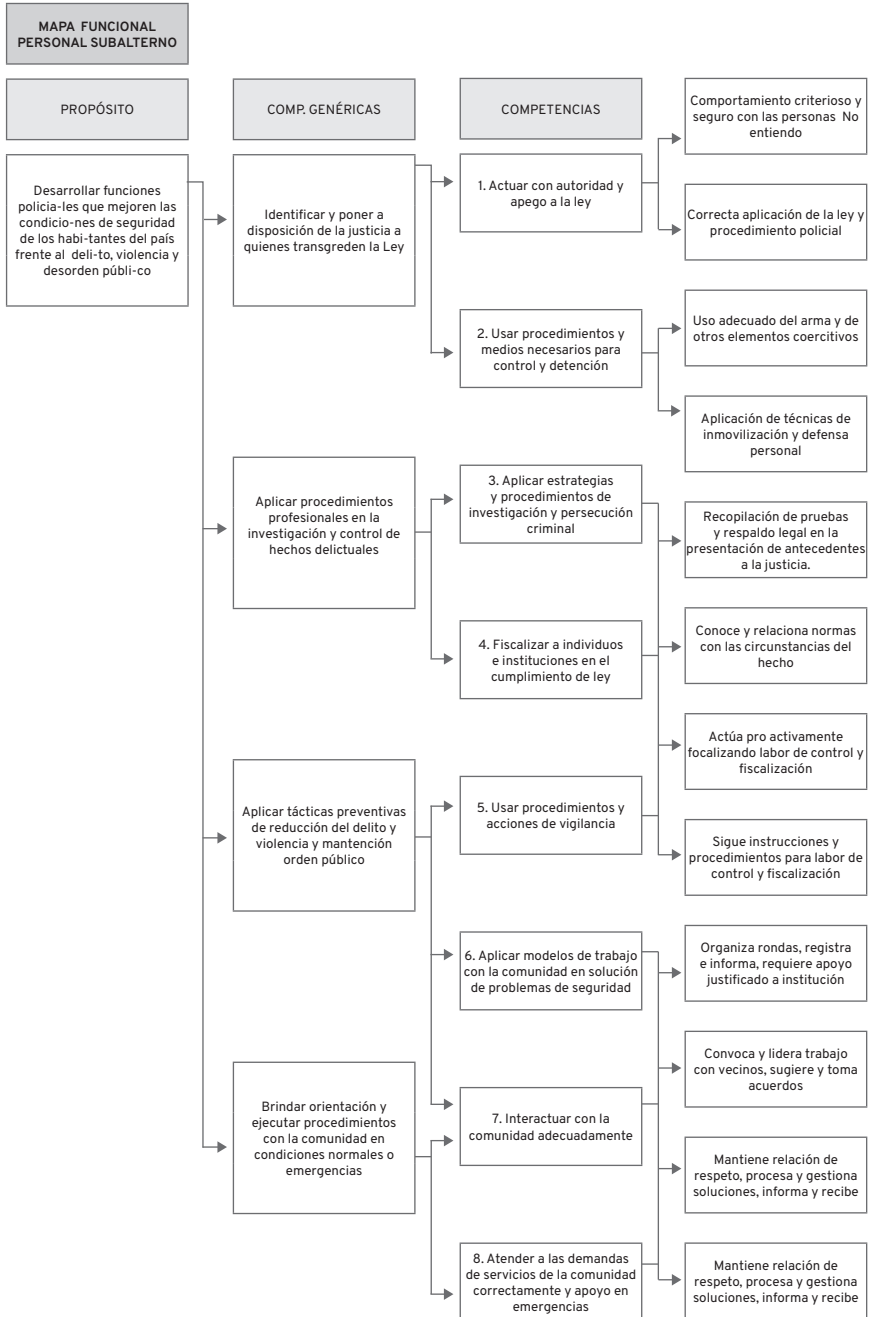 MAPA FUNCIONAL
PERSONAL SUBALTERNO
PROPÓSITO
COMP. GENÉRICAS
COMPETENCIAS
Desarrollar funciones
policia-les que mejoren las
condicio-nes de seguridad
de los habi-tantes del país
frente al deli-to, violencia y
desorden públi-co
Identificar y poner a
disposición de la justicia a
quienes transgreden la Ley
Aplicar procedimientos
profesionales en la
investigación y control de
hechos delictuales
Aplicar tácticas preventivas
de reducción del delito y
violencia y mantención
orden público
Brindar orientación y
ejecutar procedimientos
con la comunidad en
condiciones normales o
emergencias
1. Actuar con autoridad y
apego a la ley
2. Usar procedimientos y
medios necesarios para
control y detención
3. Aplicar estrategias
y procedimientos de
investigación y persecución
criminal
4. Fiscalizar a individuos
e instituciones en el
cumplimiento de ley
5. Usar procedimientos y
acciones de vigilancia
6. Aplicar modelos de trabajo
con la comunidad en solución
de problemas de seguridad
7. Interactuar con la
comunidad adecuadamente
8. Atender a las demandas
de servicios de la comunidad
correctamente y apoyo en
emergencias
Comportamiento criterioso y
seguro con las personas No
entiendo
Correcta aplicación de la ley y
procedimiento policial
Uso adecuado del arma y de
otros elementos coercitivos
Aplicación de técnicas de
inmovilización y defensa
personal
Recopilación de pruebas
y respaldo legal en la
presentación de antecedentes
a la justicia.
Conoce y relaciona normas
con las circunstancias del
hecho
Actúa pro activamente
focalizando labor de control y
fiscalización
Sigue instrucciones y
procedimientos para labor de
control y fiscalización
Organiza rondas, registra
e informa, requiere apoyo
justificado a institución
Convoca y lidera trabajo
con vecinos, sugiere y toma
acuerdos
Mantiene relación de
respeto, procesa y gestiona
soluciones, informa y recibe
Mantiene relación de
respeto, procesa y gestiona
soluciones, informa y recibe